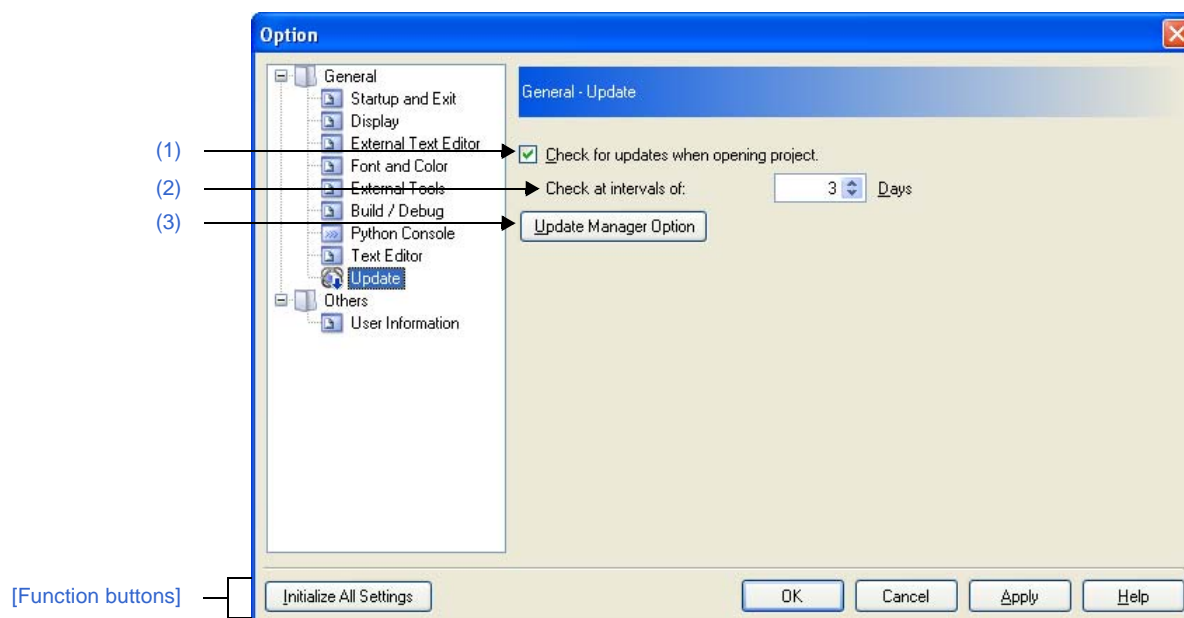 Option
General
Startup and Exit
Display
External Text Editor
Font and Color
External Tools
Build / Debug
Python Console
Text Editor
Update
Others
User Information
General - Update
(1)
Check for updates when opening project.
(2)
Check at intervals of: 3 Days
(3)
Update Manager Option
[Function buttons]
Initialize All Settings OK Cancel Apply Help